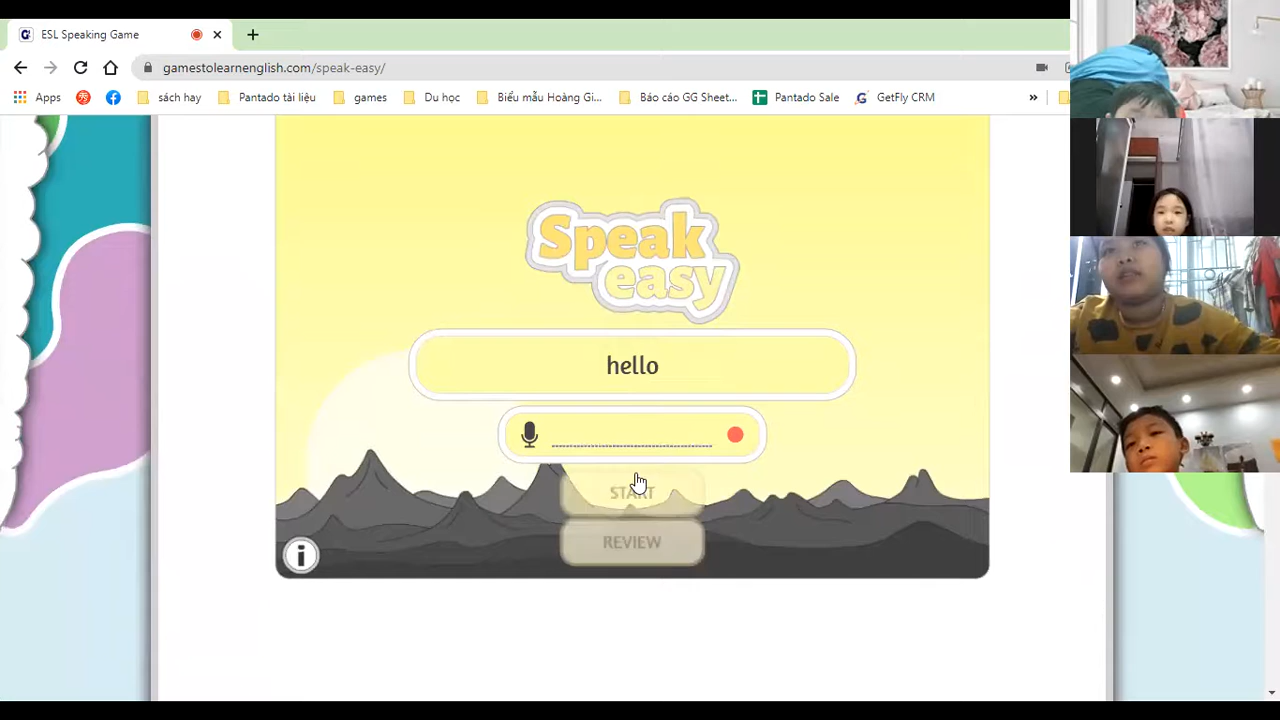 ESL Speaking Game
gamestolearnenglish.com/speak-easy/
Apps
sách hay
Pantado tài liệu
games
Du học
Biểu mẫu Hoàng Gi...
Báo cáo GG Sheet...
Pantado Sale
GetFly CRM
Speak
easy
hello
START
REVIEW
i